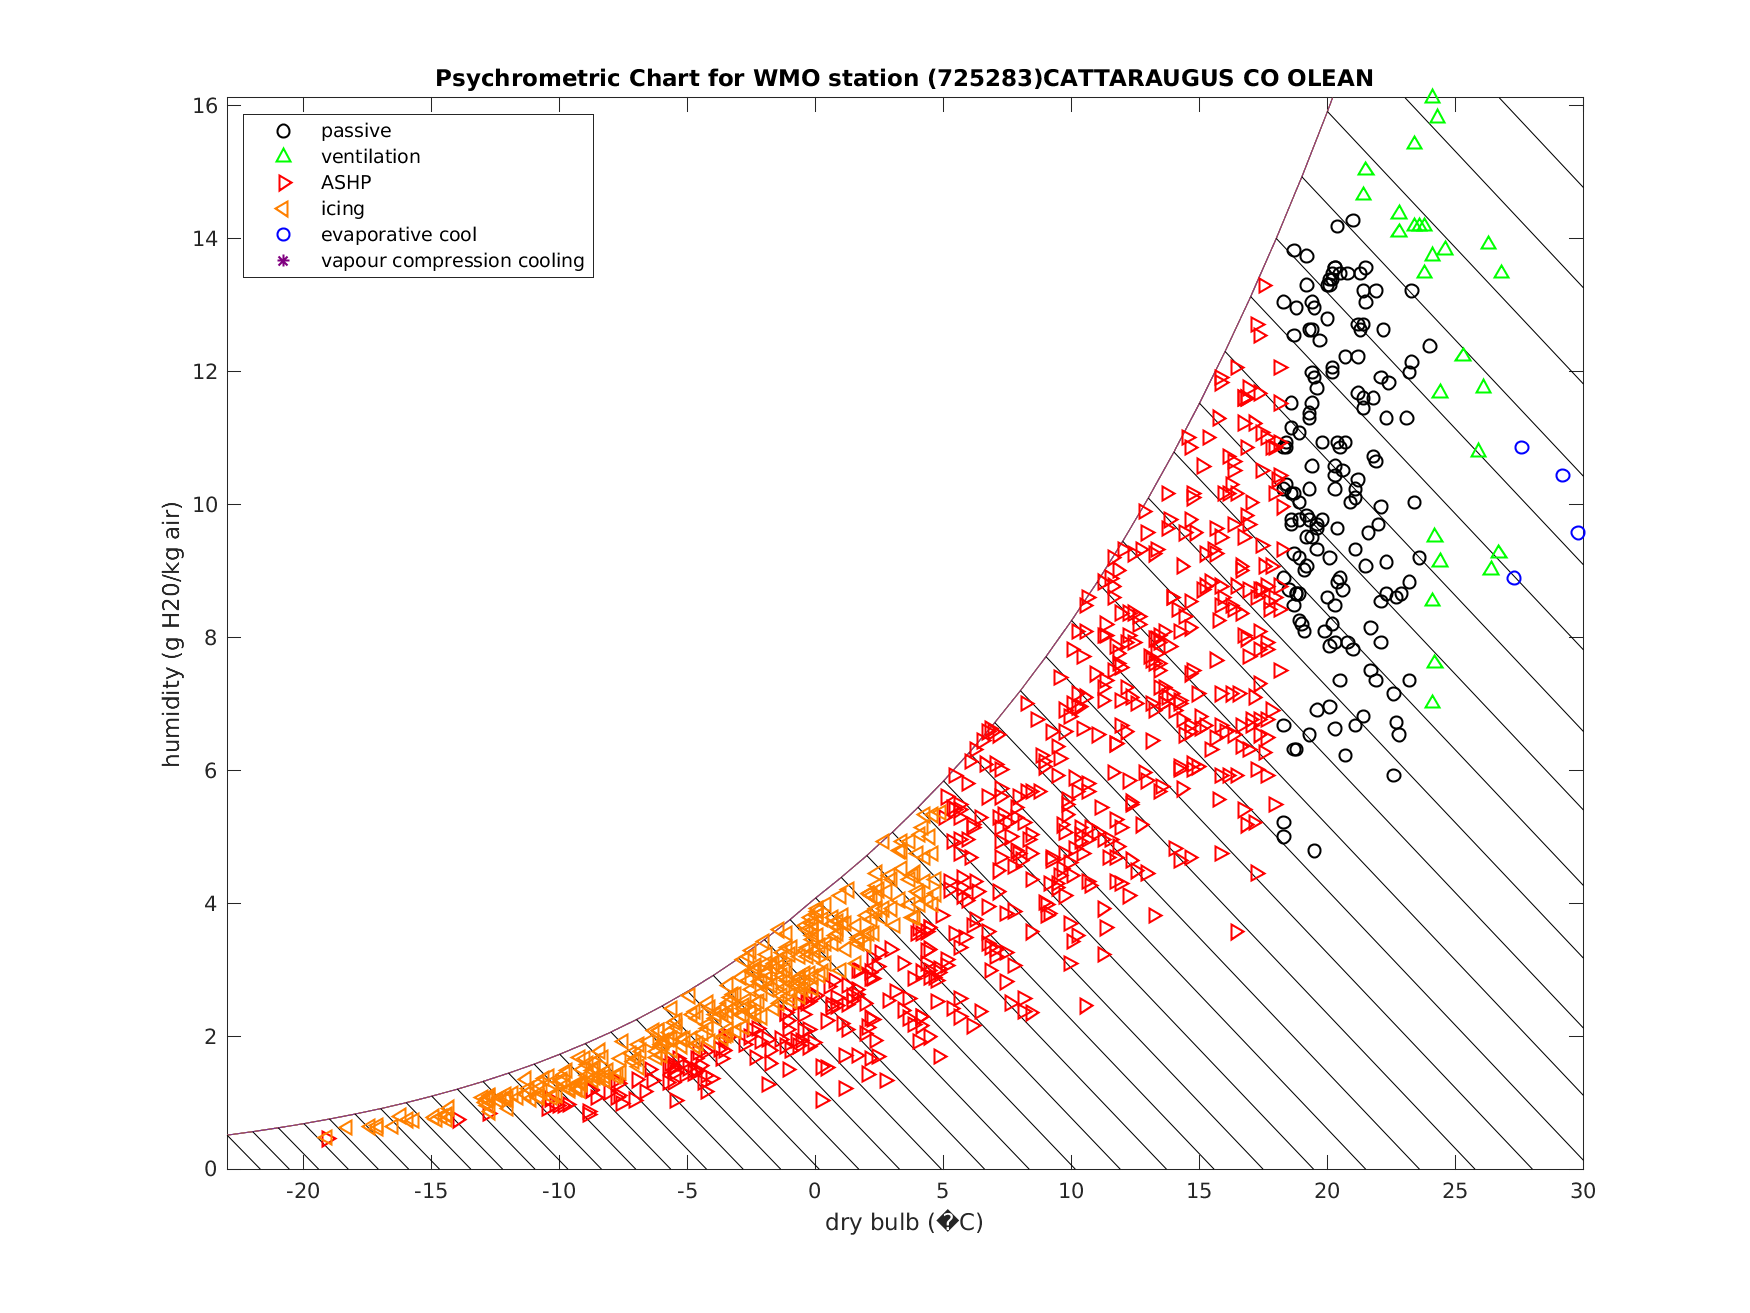 Psychrometric Chart for WMO station (725283)CATTARAUGUS CO OLEAN
passive
ventilation
ASHP
icing
evaporative cool
vapour compression cooling
humidity (g H20/kg air)
16
14
12
10
8
6
4
2
0
-20 -15 -10 -5 0 5 10 15 20 25 30
dry bulb (�C)